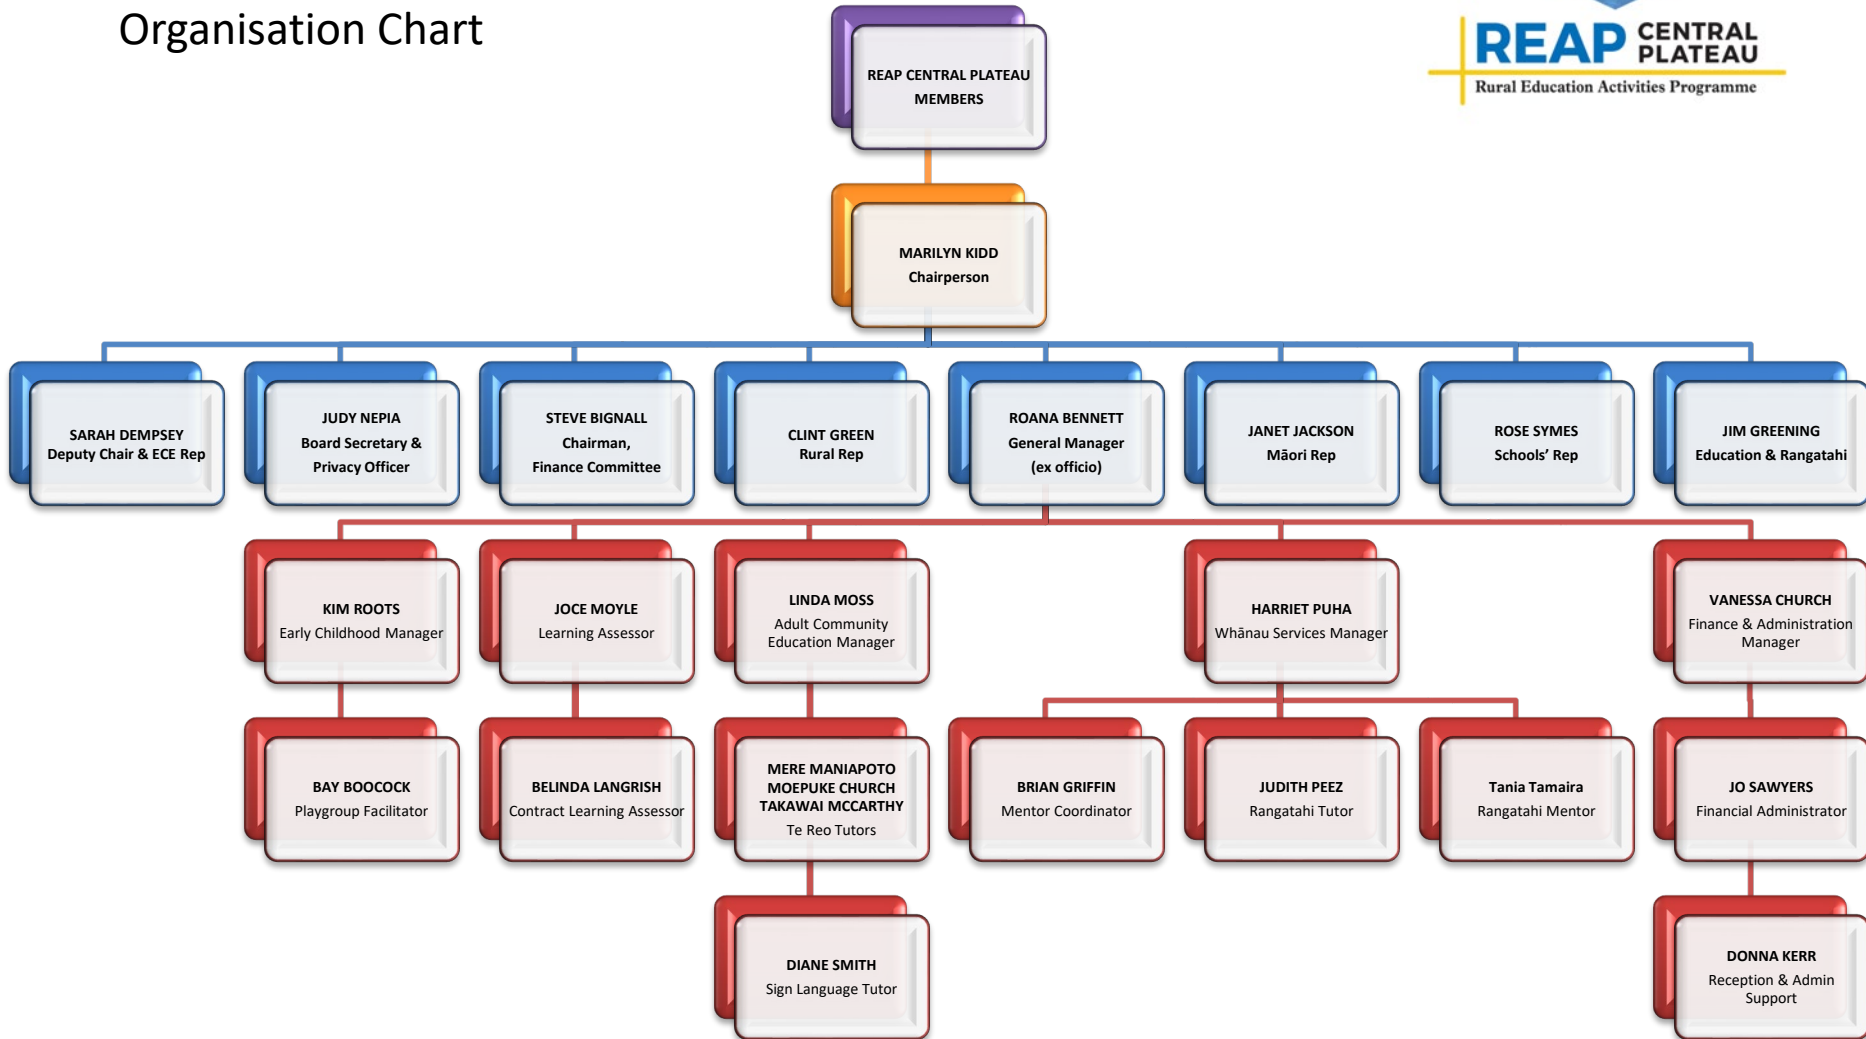 Organisation Chart
REAP CENTRAL
PLATEAU
Rural Education Activities Programme
REAP CENTRAL PLATEAU
MEMBERS
MARILYN KIDD
Chairperson
SARAH DEMPSEY
Deputy Chair & ECE Rep
JUDY NEPIA
Board Secretary &
Privacy Officer
STEVE BIGNALL
Chairman,
Finance Committee
CLINT GREEN
Rural Rep
ROANA BENNETT
General Manager
(ex officio)
JANET JACKSON
Māori Rep
ROSE SYMES
Schools’ Rep
JIM GREENING
Education & Rangatahi
KIM ROOTS
Early Childhood Manager
JOCE MOYLE
Learning Assessor
LINDA MOSS
Adult Community
Education Manager
HARRIET PUHA
Whānau Services Manager
VANESSA CHURCH
Finance & Administration
Manager
BAY BOOCOCK
Playgroup Facilitator
BELINDA LANGRISH
Contract Learning Assessor
MERE MANIAPOTO
MOEPUKE CHURCH
TAKAWAI MCCARTHY
Te Reo Tutors
BRIAN GRIFFIN
Mentor Coordinator
JUDITH PEEZ
Rangatahi Tutor
Tania Tamaira
Rangatahi Mentor
JO SAWYERS
Financial Administrator
DIANE SMITH
Sign Language Tutor
DONNA KERR
Reception & Admin
Support